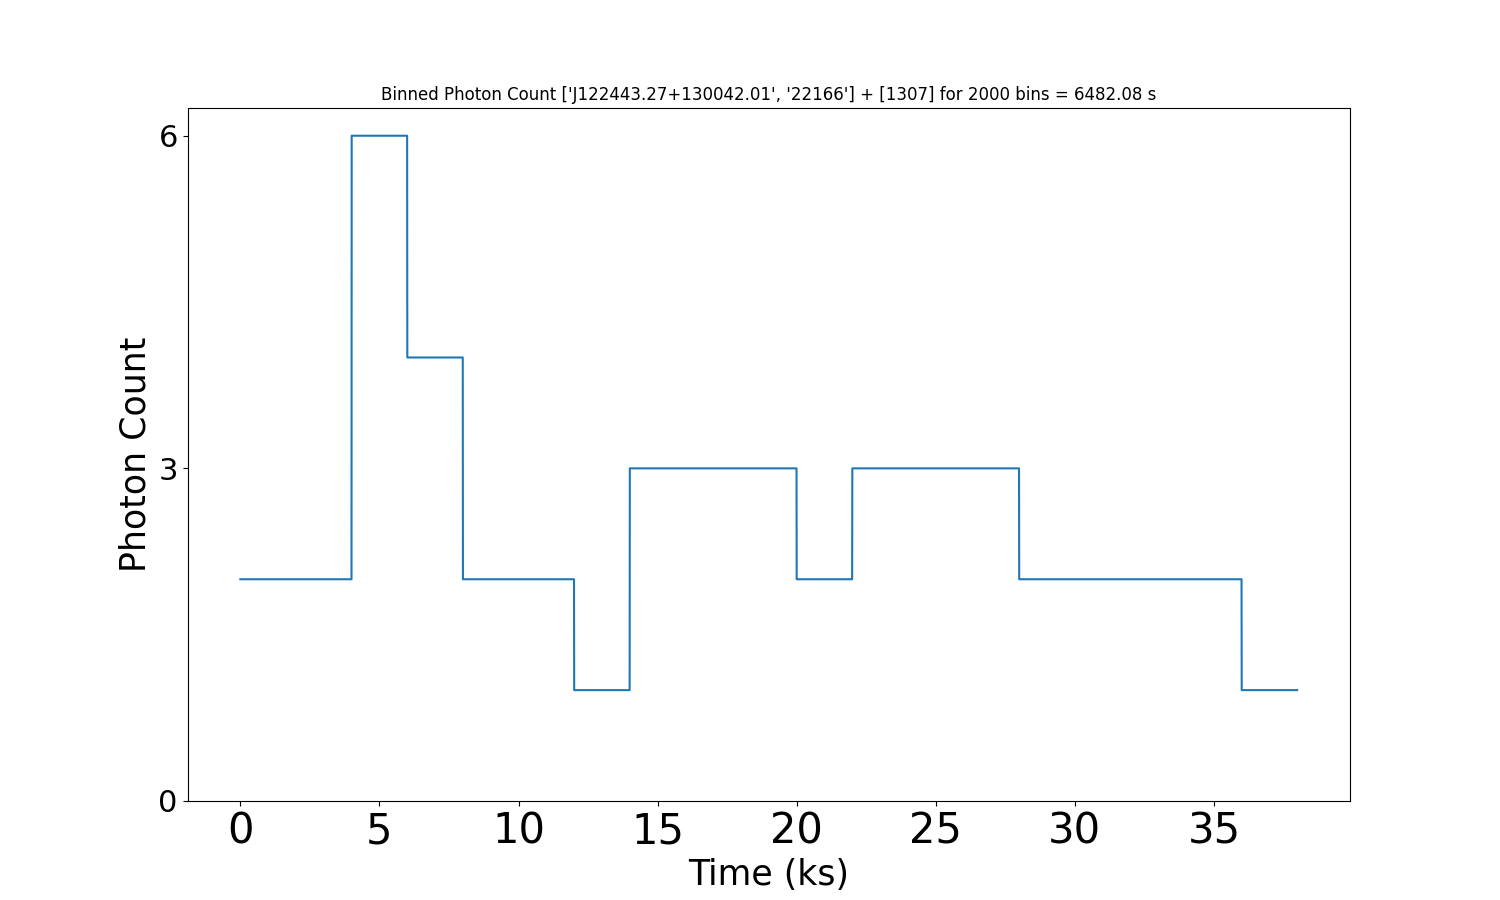 Binned Photon Count ['J122443.27+130042.01', '22166'] + [1307] for 2000 bins = 6482.08 s
6
3
0
Photon Count
0 5 10 15 20 25 30 35
Time (ks)